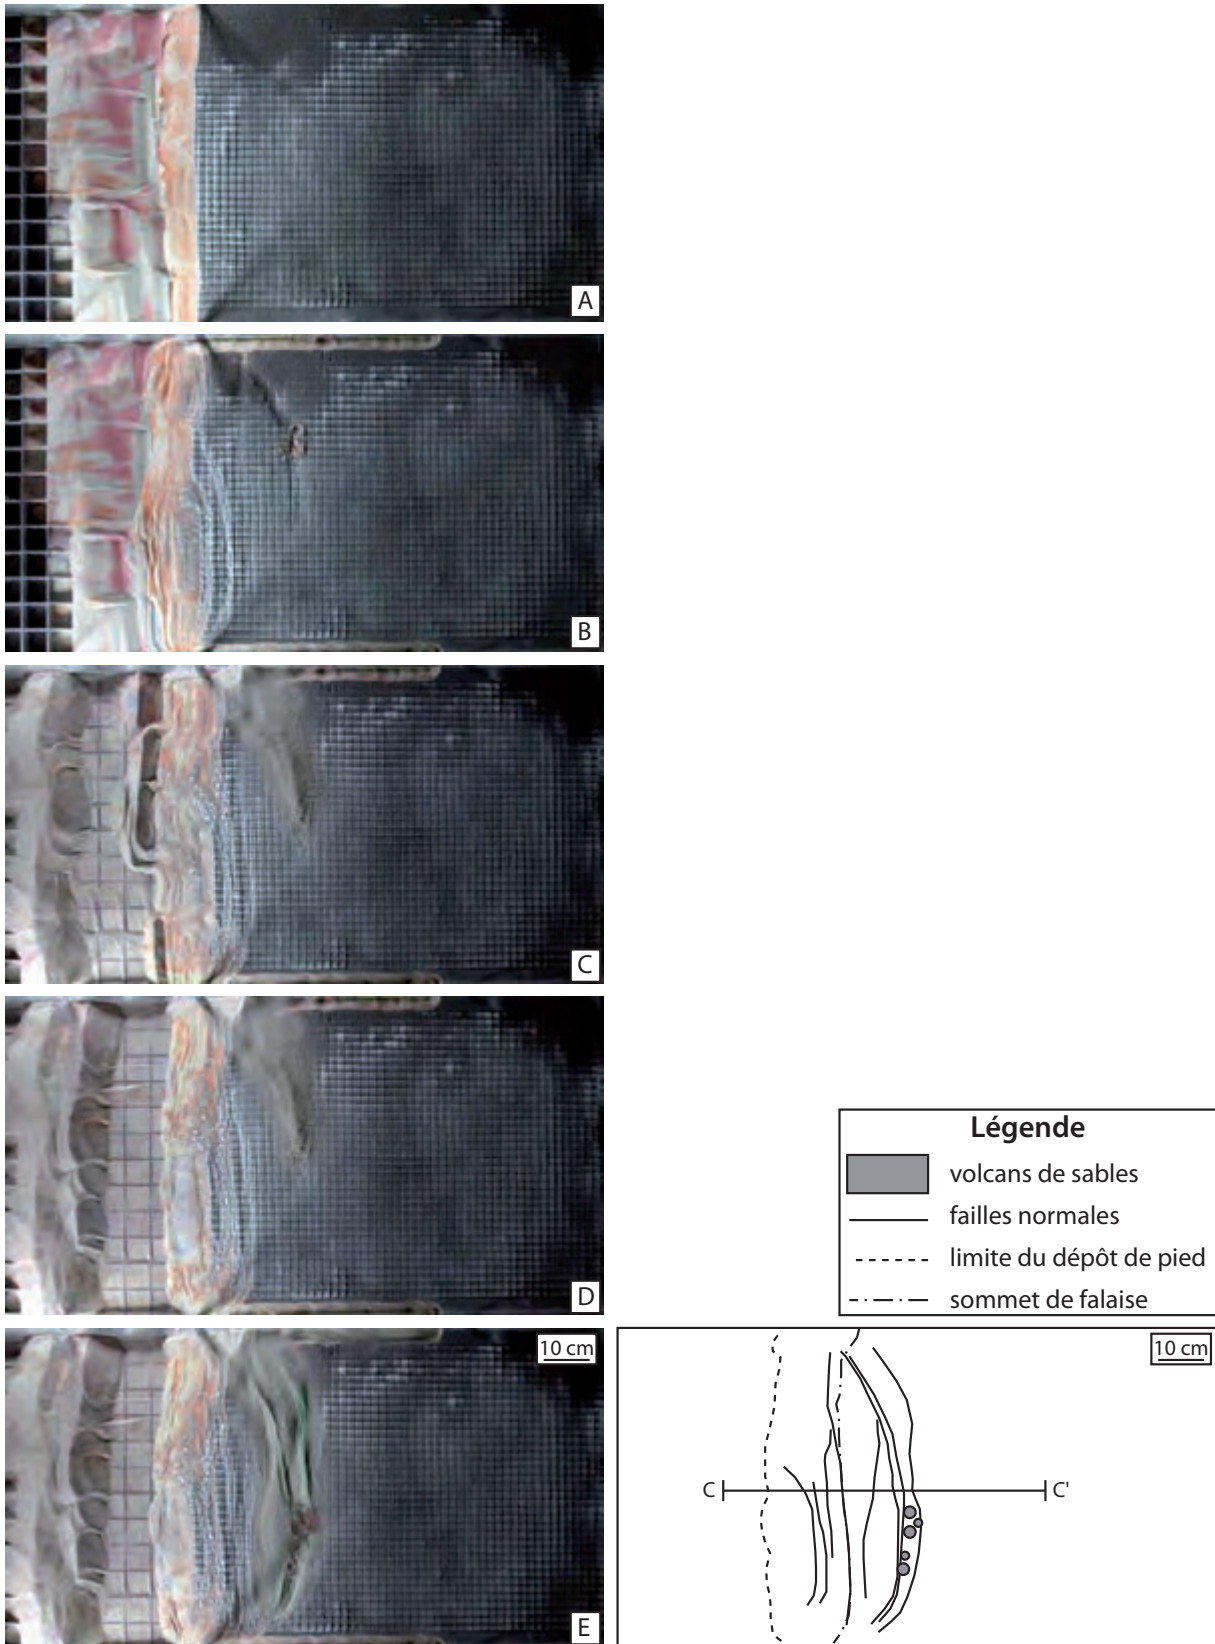 A
B
C
D
Légende
volcans de sables
failles normales
limite du dépôt de pied
sommet de falaise
10 cm
E
10 cm
C
C'